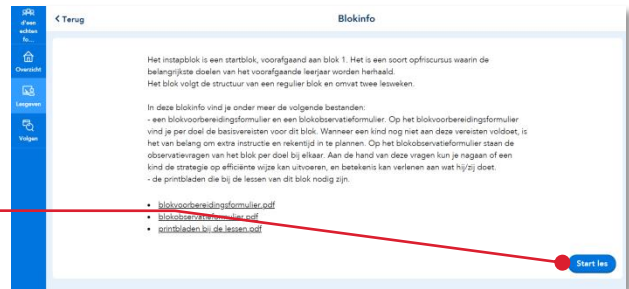 d'een
echten
fo...
Overzicht
Lesgeven
Volgen
Terug
Blokinfo
Het instapblok is een startblok, voorafgaand aan blok 1. Het is een soort opfriscursus waarin de
belangrijkste doelen van het voorafgaande leerjaar worden herhaald.
Het blok volgt de structuur van een regulier blok en omvat twee lesweken.
In deze blokinfo vind je onder meer de volgende bestanden:
- een blokvoorbereidingsformulier en een blokobservatieformulier. Op het blokvoorbereidingsformulier
vind je per doel de basisvereisten voor dit blok. Wanneer een kind nog niet aan deze vereisten voldoet, is
het van belang om extra instructie en rekentijd in te plannen. Op het blokobservatieformulier staan de
observatievragen van het blok per doel bij elkaar. Aan de hand van deze vragen kun je nagaan of een
kind de strategie op efficiënte wijze kan uitvoeren, en betekenis kan verlenen aan wat hij/zij doet.
- de printbladen die bij de lessen van dit blok nodig zijn.
• blokvoorbereidingsformulier.pdf
• blokobservatieformulier.pdf
• printbladen bij de lessen.pdf
Start les